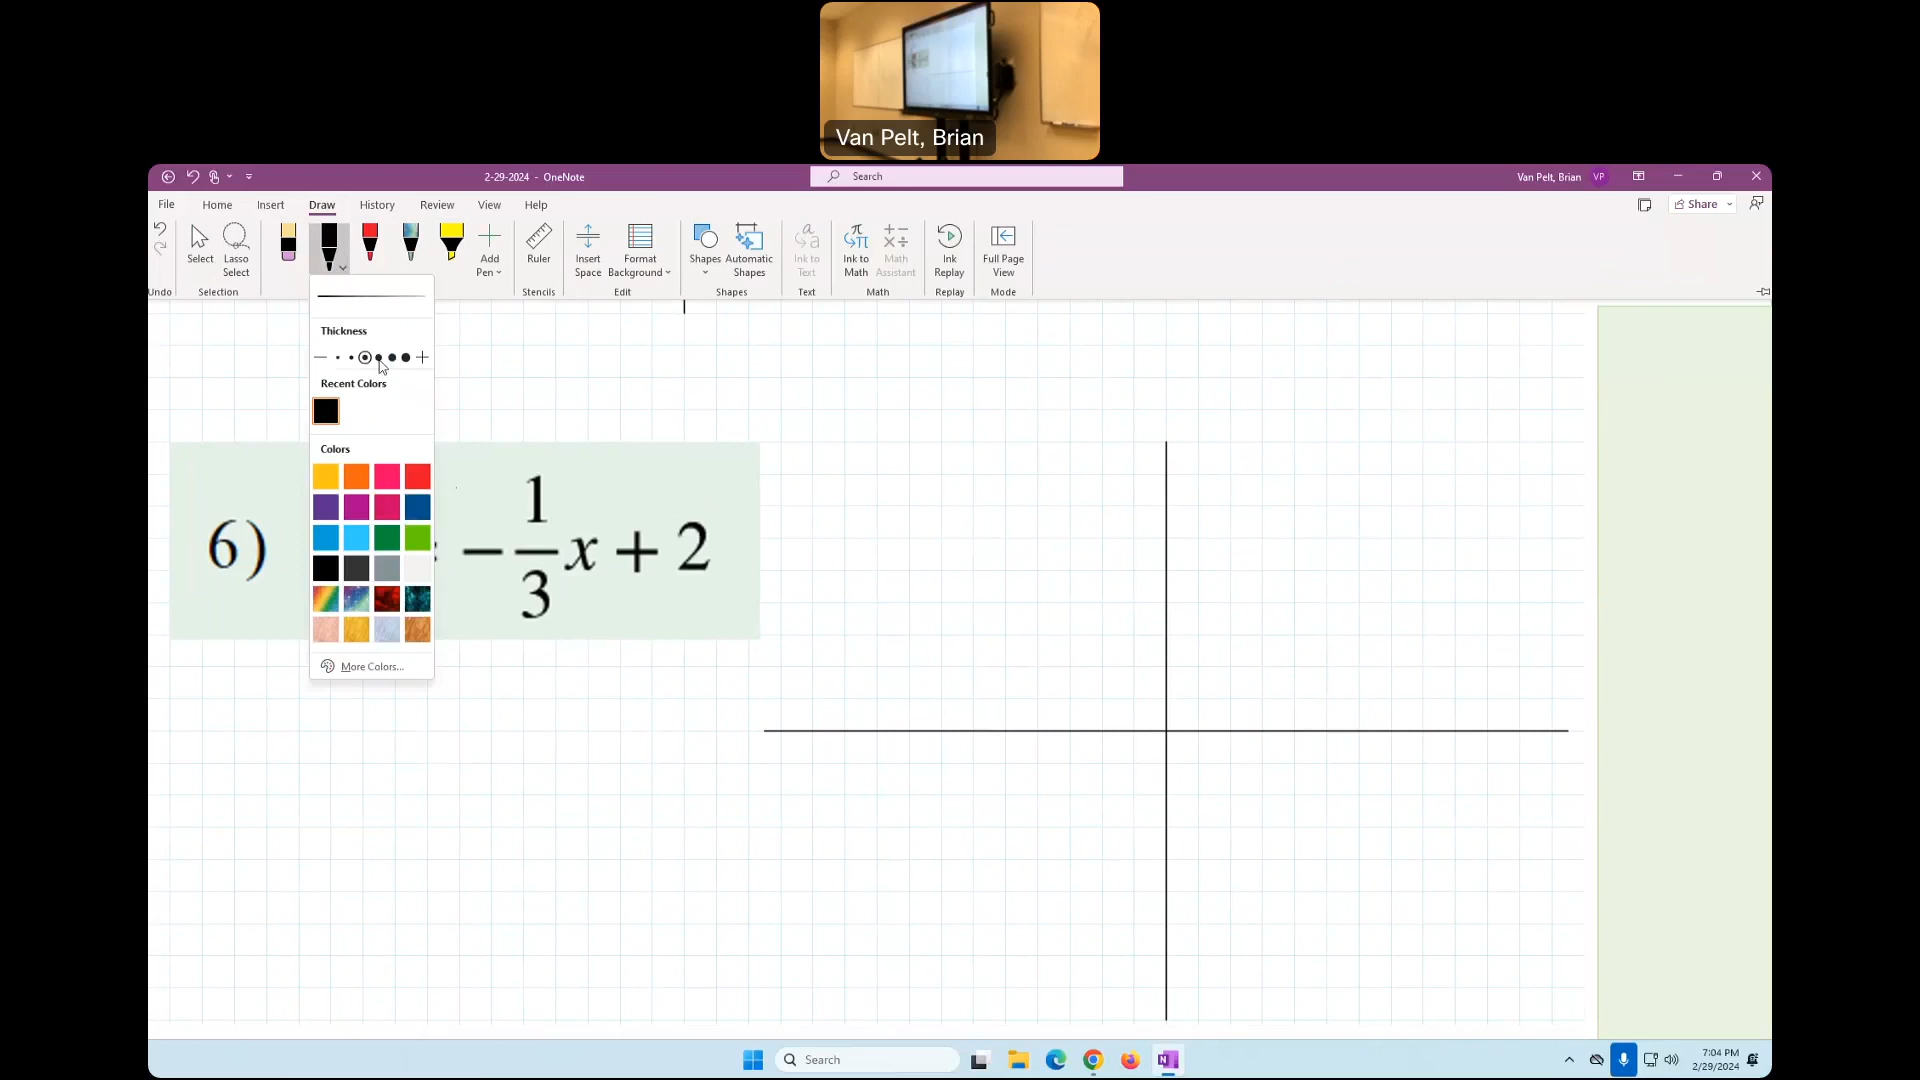 Van Pelt, Brian
2-29-2024 - OneNote
Search
Van Pelt, Brian
VP
File
Home
Insert
Draw
History
Review
View
Help
Share
Select
Lasso
Select
Add
Pen
Ruler
Insert
Space
Format
Background
Shapes
Automatic
Shapes
Ink to
Text
Ink to
Math
Math
Assistant
Ink
Replay
Full Page
View
Undo
Selection
Stencils
Edit
Shapes
Text
Math
Replay
Mode
Thickness
Recent Colors
Colors
More Colors...
6) = −1/3x + 2
Search
7:04 PM
2/29/2024